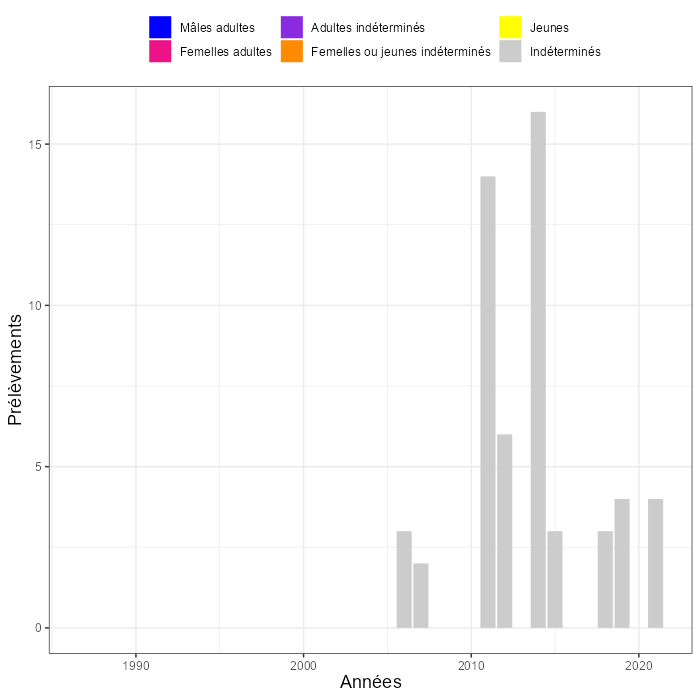 Mâles adultes Adultes indéterminés Jeunes
Femelles adultes Femelles ou jeunes indéterminés Indéterminés
15
10
5
0
Prélèvements
1990 2000 2010 2020
Années